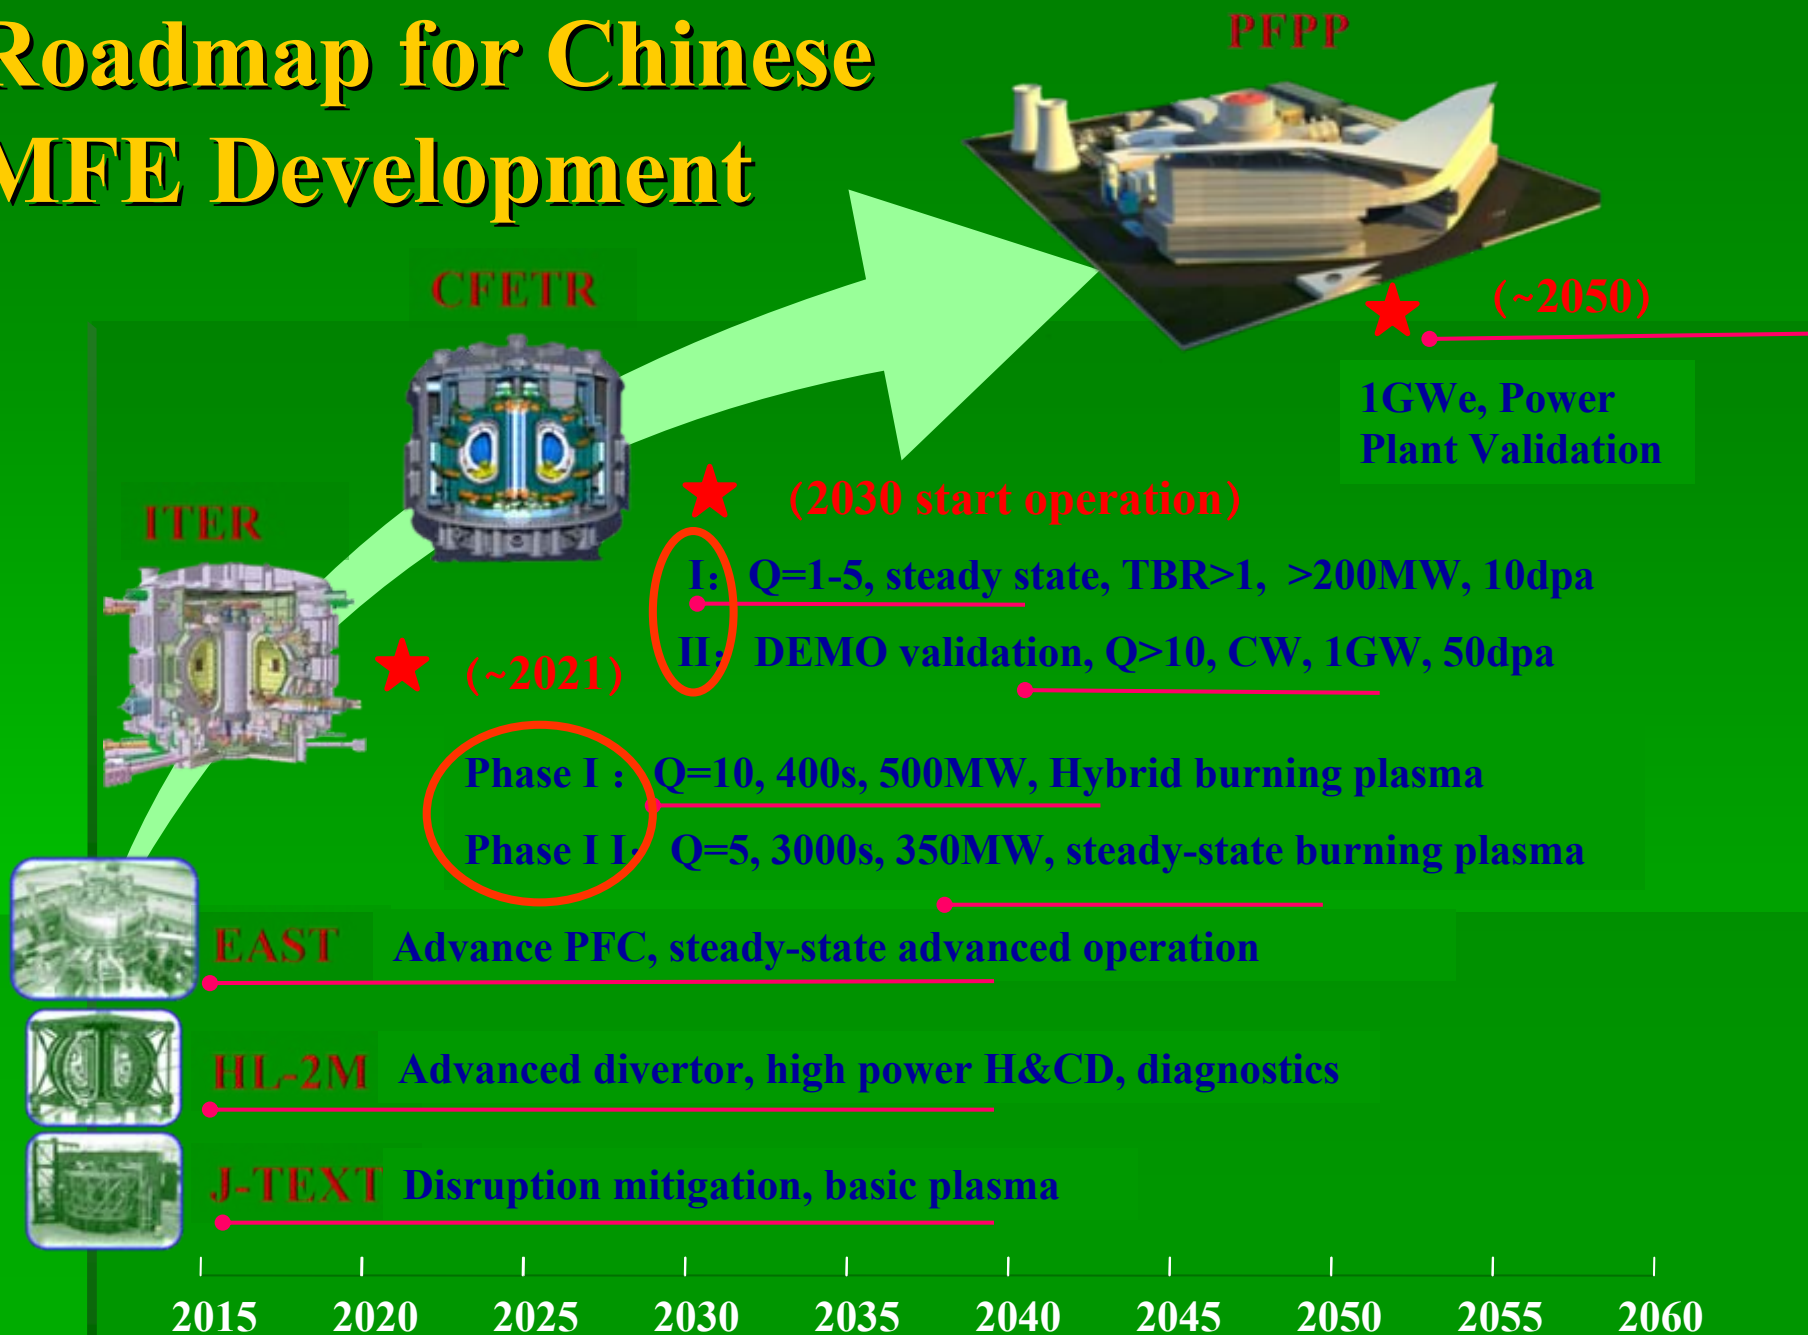 Roadmap for Chinese
MFE Development
PFPP
CFETR
(~2050)
1GWe, Power
Plant Validation
ITER
(2030 start operation)
I: Q=1-5, steady state, TBR>1, >200MW, 10dpa
II: DEMO validation, Q>10, CW, 1GW, 50dpa
(~2021)
Phase I : Q=10, 400s, 500MW, Hybrid burning plasma
Phase I I: Q=5, 3000s, 350MW, steady-state burning plasma
EAST Advance PFC, steady-state advanced operation
HL-2M Advanced divertor, high power H&CD, diagnostics
J-TEXT Disruption mitigation, basic plasma
2015 2020 2025 2030 2035 2040 2045 2050 2055 2060